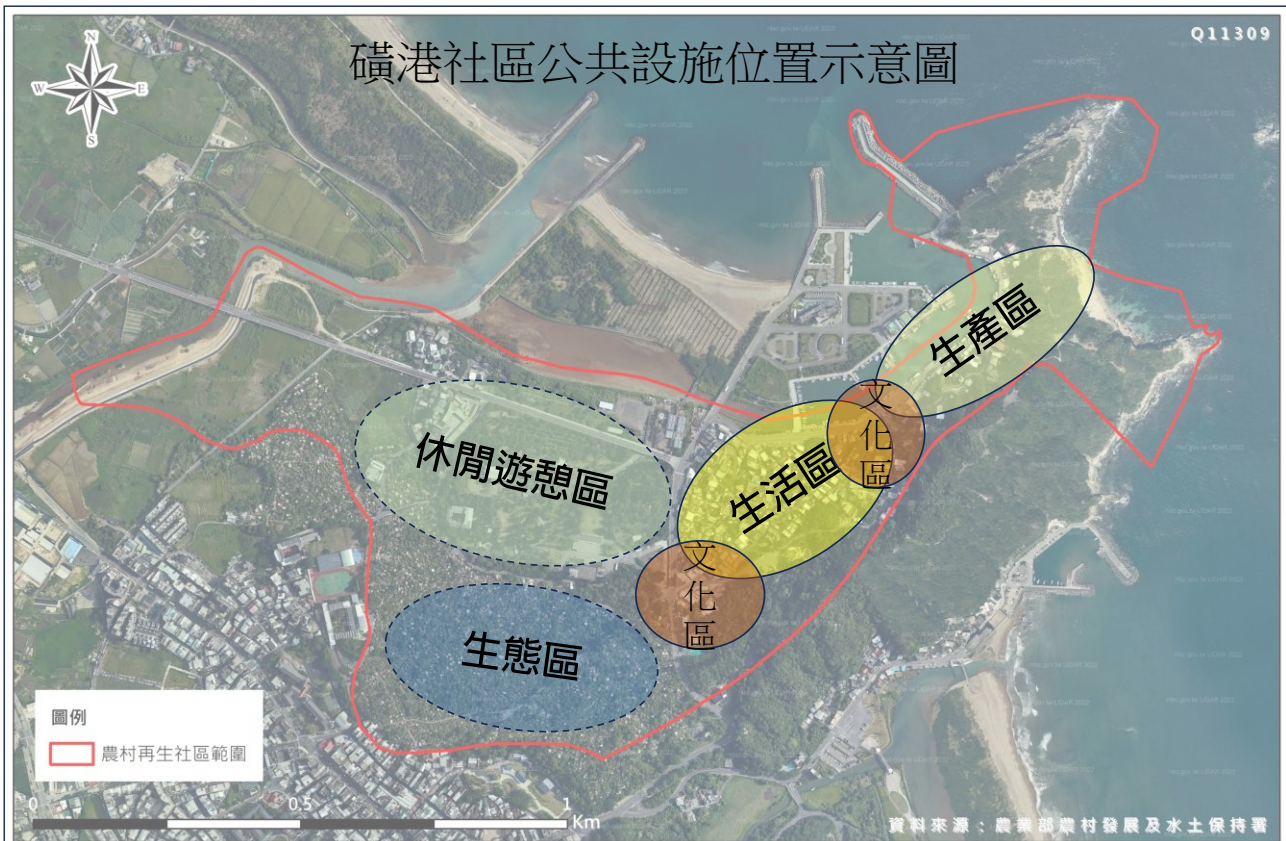 Q11309
磺港社區公共設施位置示意圖
N
W
E
S
生產區
文化區
生活區
休閒遊憩區
文化區
生態區
圖例
農村再生社區範圍
0
0.5
1
Km
資料來源：農業部農村發展及水土保持署